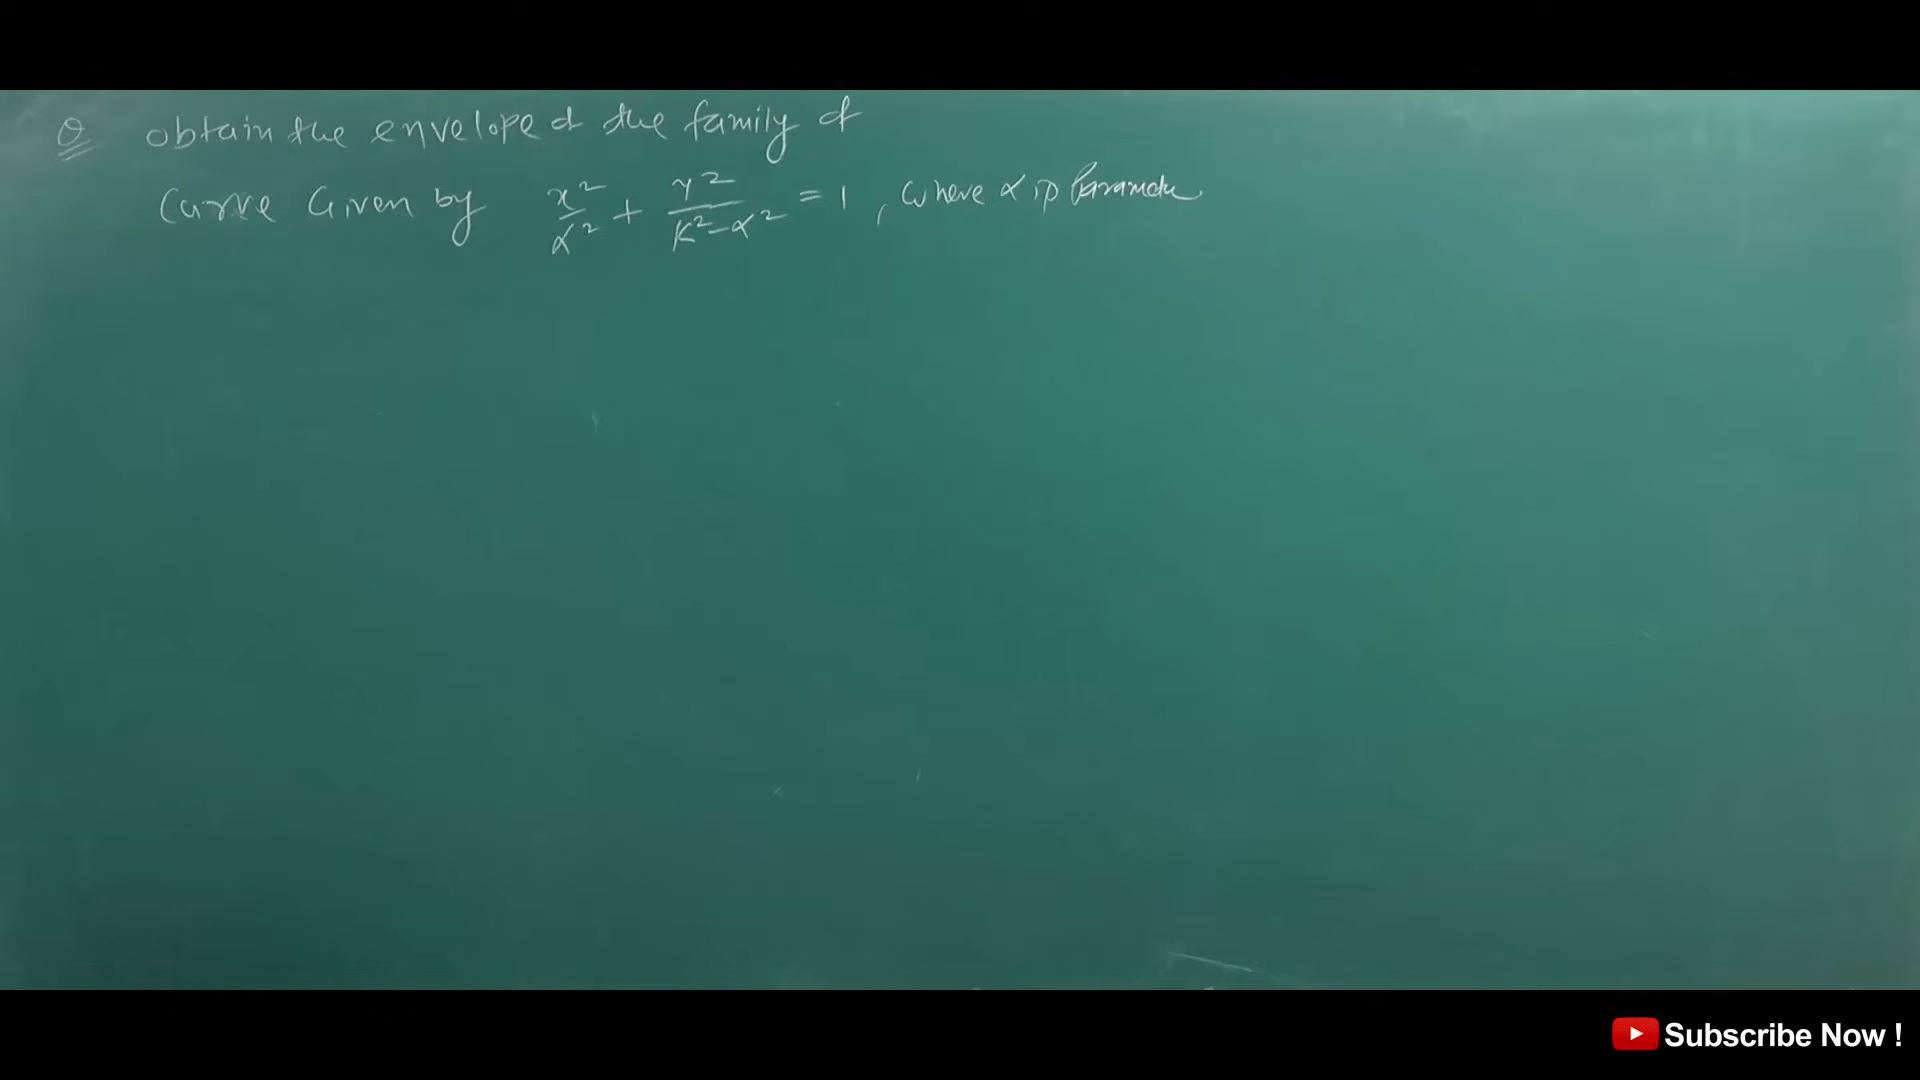 Q obtain the envelope of the family of
Curve Given by x²/α² + y²/(K²-α²) = 1, where α is Parameter
Subscribe Now !